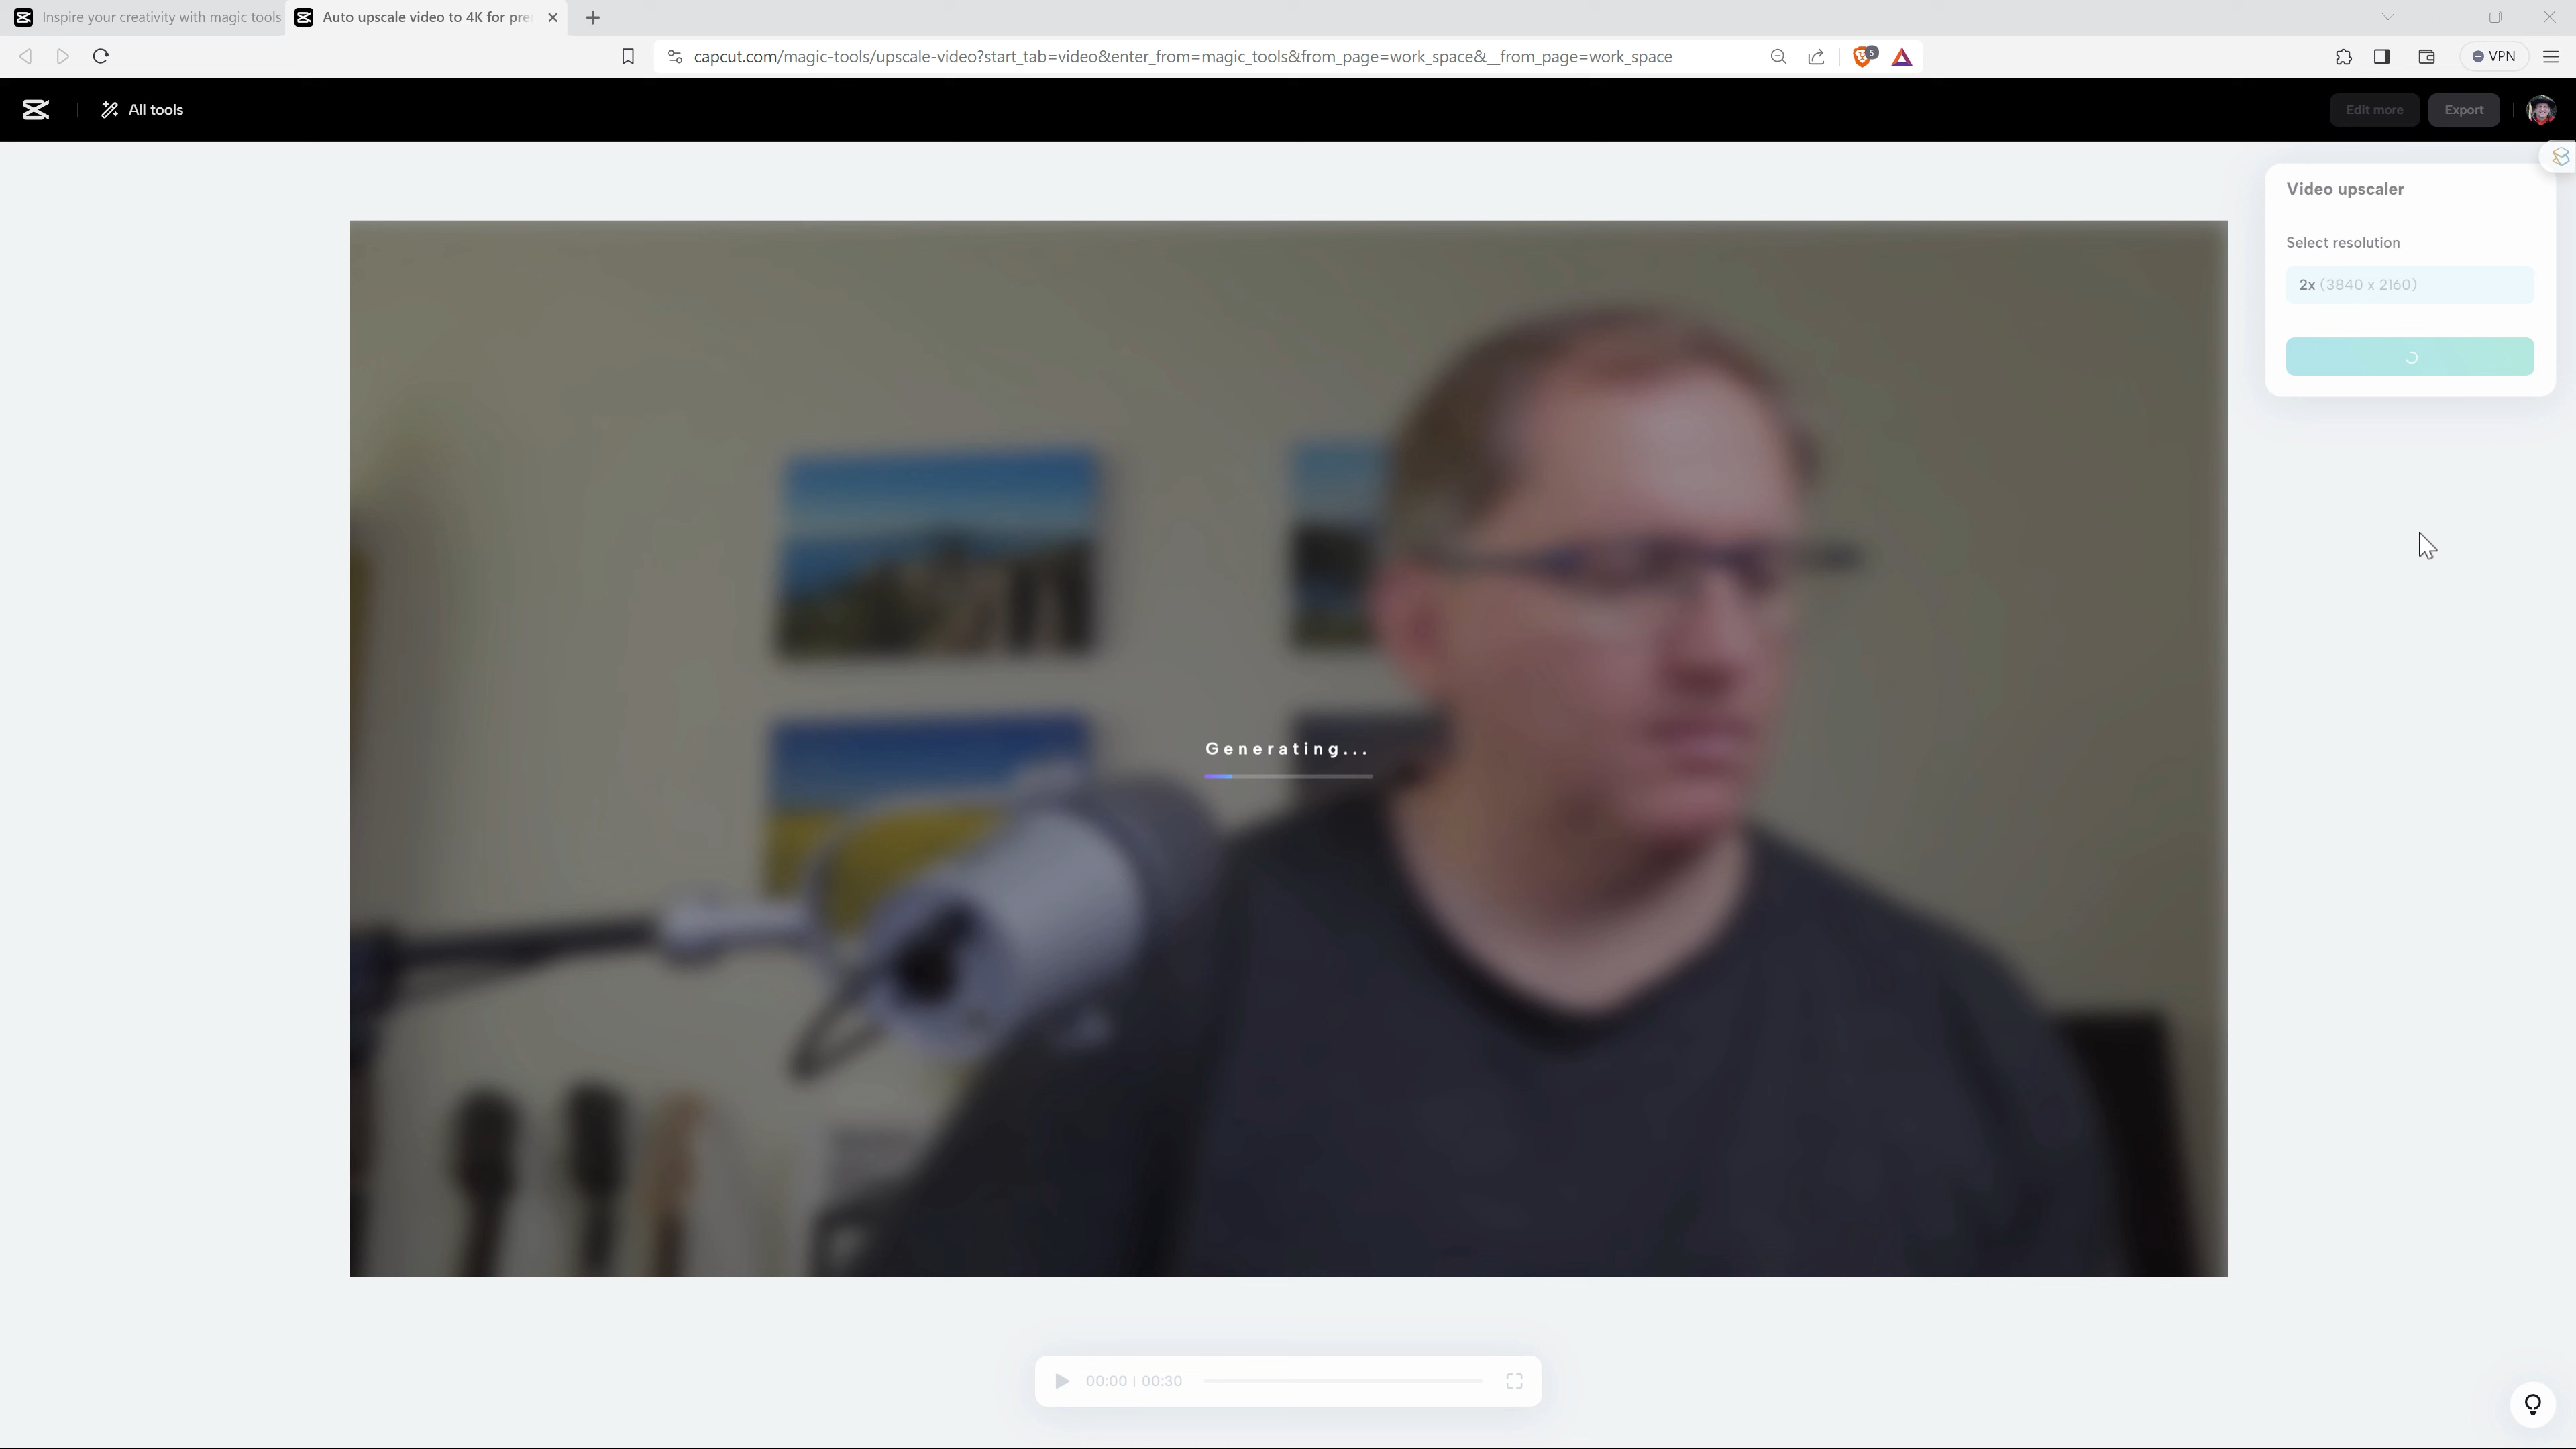 Inspire your creativity with magic tools
Auto upscale video to 4K for pre
capcut.com/magic-tools/upscale-video?start_tab=video&enter_from=magic_tools&from_page=work_space&__from_page=work_space
5
VPN
All tools
Edit more
Export
Video upscaler
Select resolution
2x (3840 x 2160)
Generating...
00:00 | 00:30